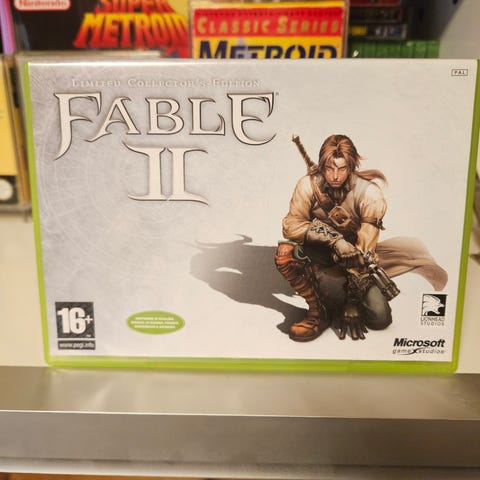 Nintendo
SUPER
METROID
CLASSIC SERIES
METROID
PAL
LIMITED COLLECTOR'S EDITION
FABLE
II
16+
www.pegi.info
LIONHEAD
STUDIOS
Microsoft
game studios